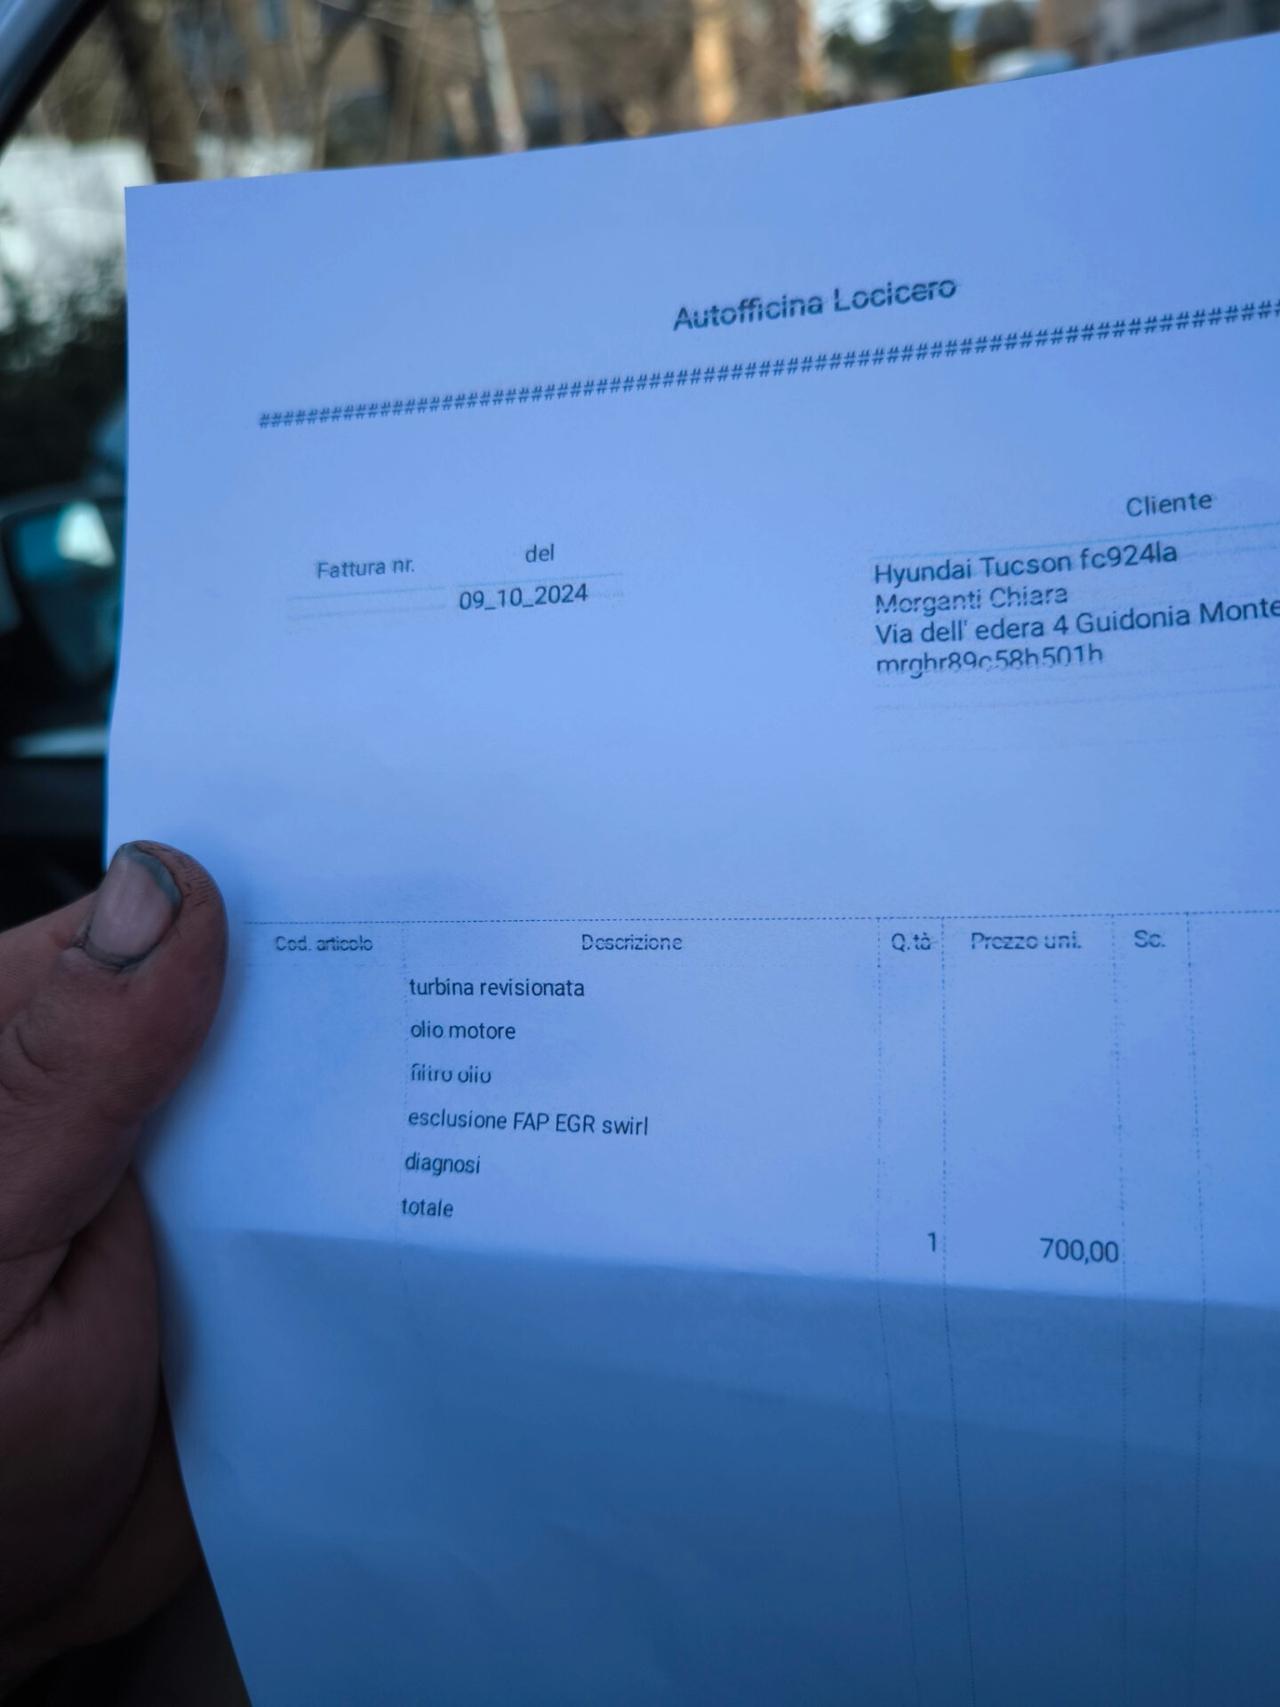 Autofficina Locicero
################################################################################
Cliente
Fattura nr.
del
09_10_2024
Hyundai Tucson fc924la
Morganti Chiara
Via dell' edera 4 Guidonia Monte
mrghr89c58h501h
Cod. articolo Descrizione Q.tà Prezzo uni. Sc.
turbina revisionata
olio motore
filtro olio
esclusione FAP EGR swirl
diagnosi
totale
1 700,00